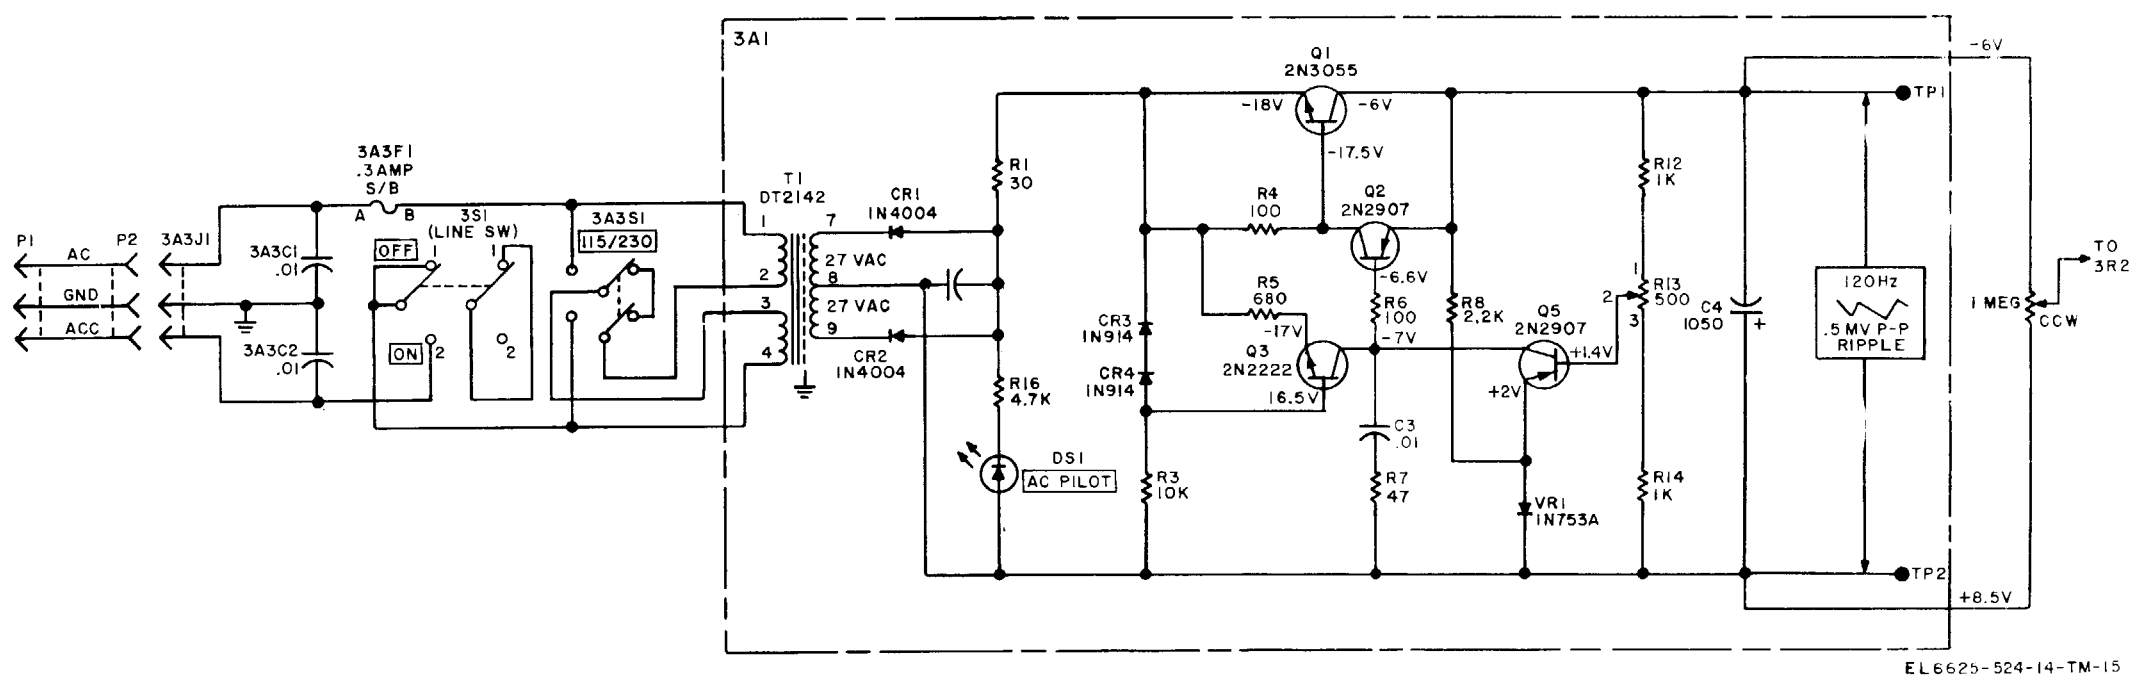 3A1
-6V
Q1
2N3055
-18V
-6V
TP1
-17.5V
3A3F1
.3AMP
S/B
A
B
T1
DT2142
1
7
CR1
1N4004
R1
30
R4
100
Q2
2N2907
R12
1K
P1
AC
P2
3A3J1
3A3C1
.01
3S1
(LINE SW)
OFF
1
1
3A3S1
115/230
2
27 VAC
8
-6.6V
TO
3R2
GND
3
27 VAC
R5
680
R6
100
R8
2.2K
1
2
R13
500
3
120Hz
.5MV P-P
RIPPLE
1 MEG
CCW
ACC
3A3C2
.01
ON
2
2
4
9
CR2
1N4004
CR3
1N914
CR4
1N914
-17V
Q3
2N2222
16.5V
-7V
Q5
2N2907
+1.4V
+2V
C4
1050
+
R16
4.7K
C3
.01
DS1
AC PILOT
R3
10K
R7
47
VR1
1N753A
R14
1K
TP2
+8.5V
EL6625-524-14-TM-15